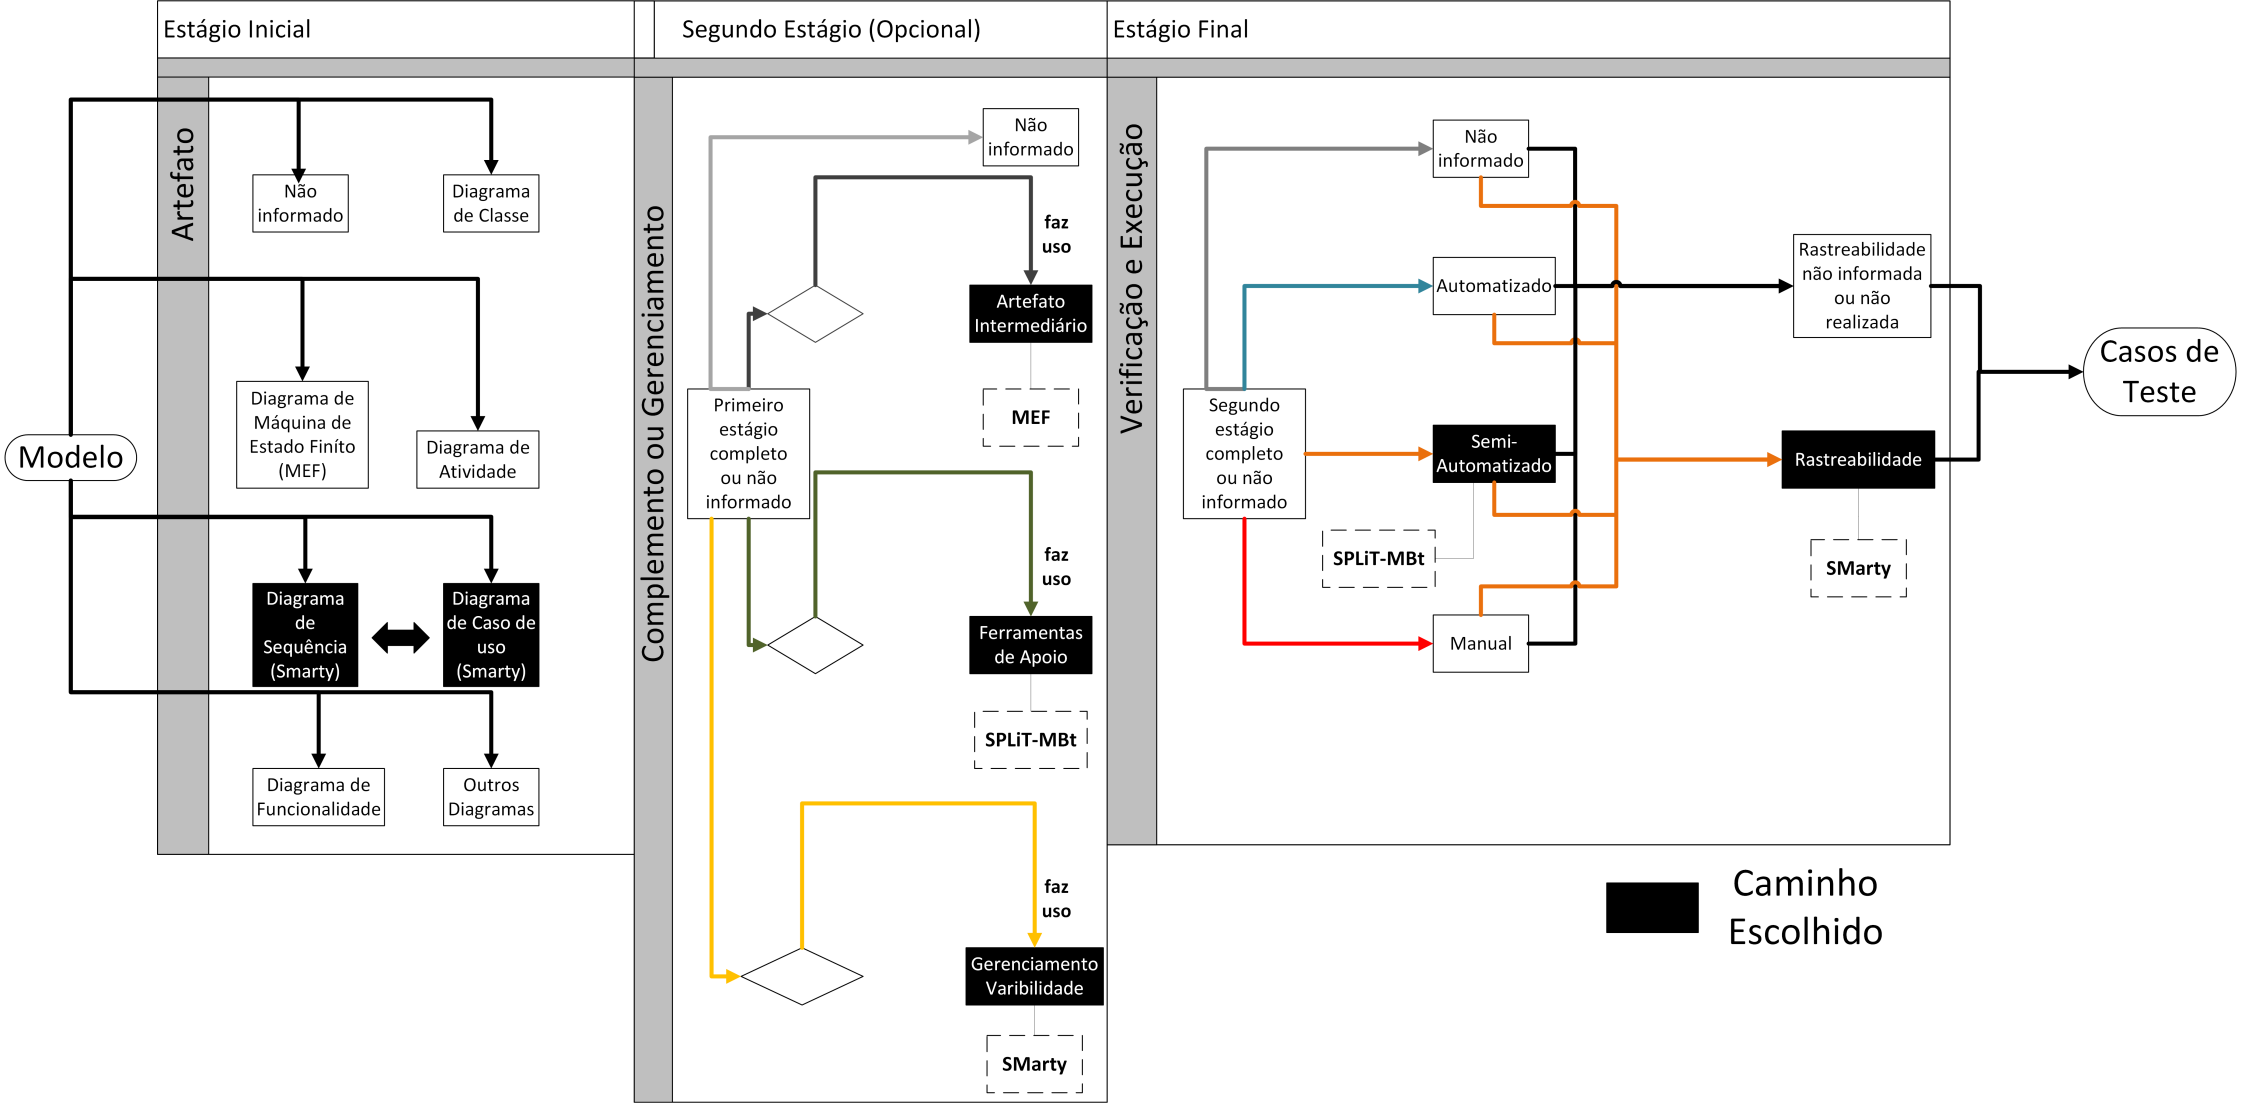 Estágio Inicial
Segundo Estágio (Opcional)
Estágio Final
Artefato
Complemento ou Gerenciamento
Verificação e Execução
Modelo
Não
informado
Diagrama
de Classe
Diagrama de
Máquina de
Estado Finíto
(MEF)
Diagrama de
Atividade
Diagrama
de
Sequência
(Smarty)
Diagrama
de Caso de
uso
(Smarty)
Diagrama de
Funcionalidade
Outros
Diagramas
Primeiro
estágio
completo
ou não
informado
Não
informado
faz
uso
Artefato
Intermediário
MEF
faz
uso
Ferramentas
de Apoio
SPLiT-MBt
faz
uso
Gerenciamento
Varibilidade
SMarty
Segundo
estágio
completo
ou não
informado
Não
informado
Automatizado
Semi-
Automatizado
SPLiT-MBt
Manual
Rastreabilidade
não informada
ou não
realizada
Rastreabilidade
SMarty
Casos de
Teste
Caminho
Escolhido